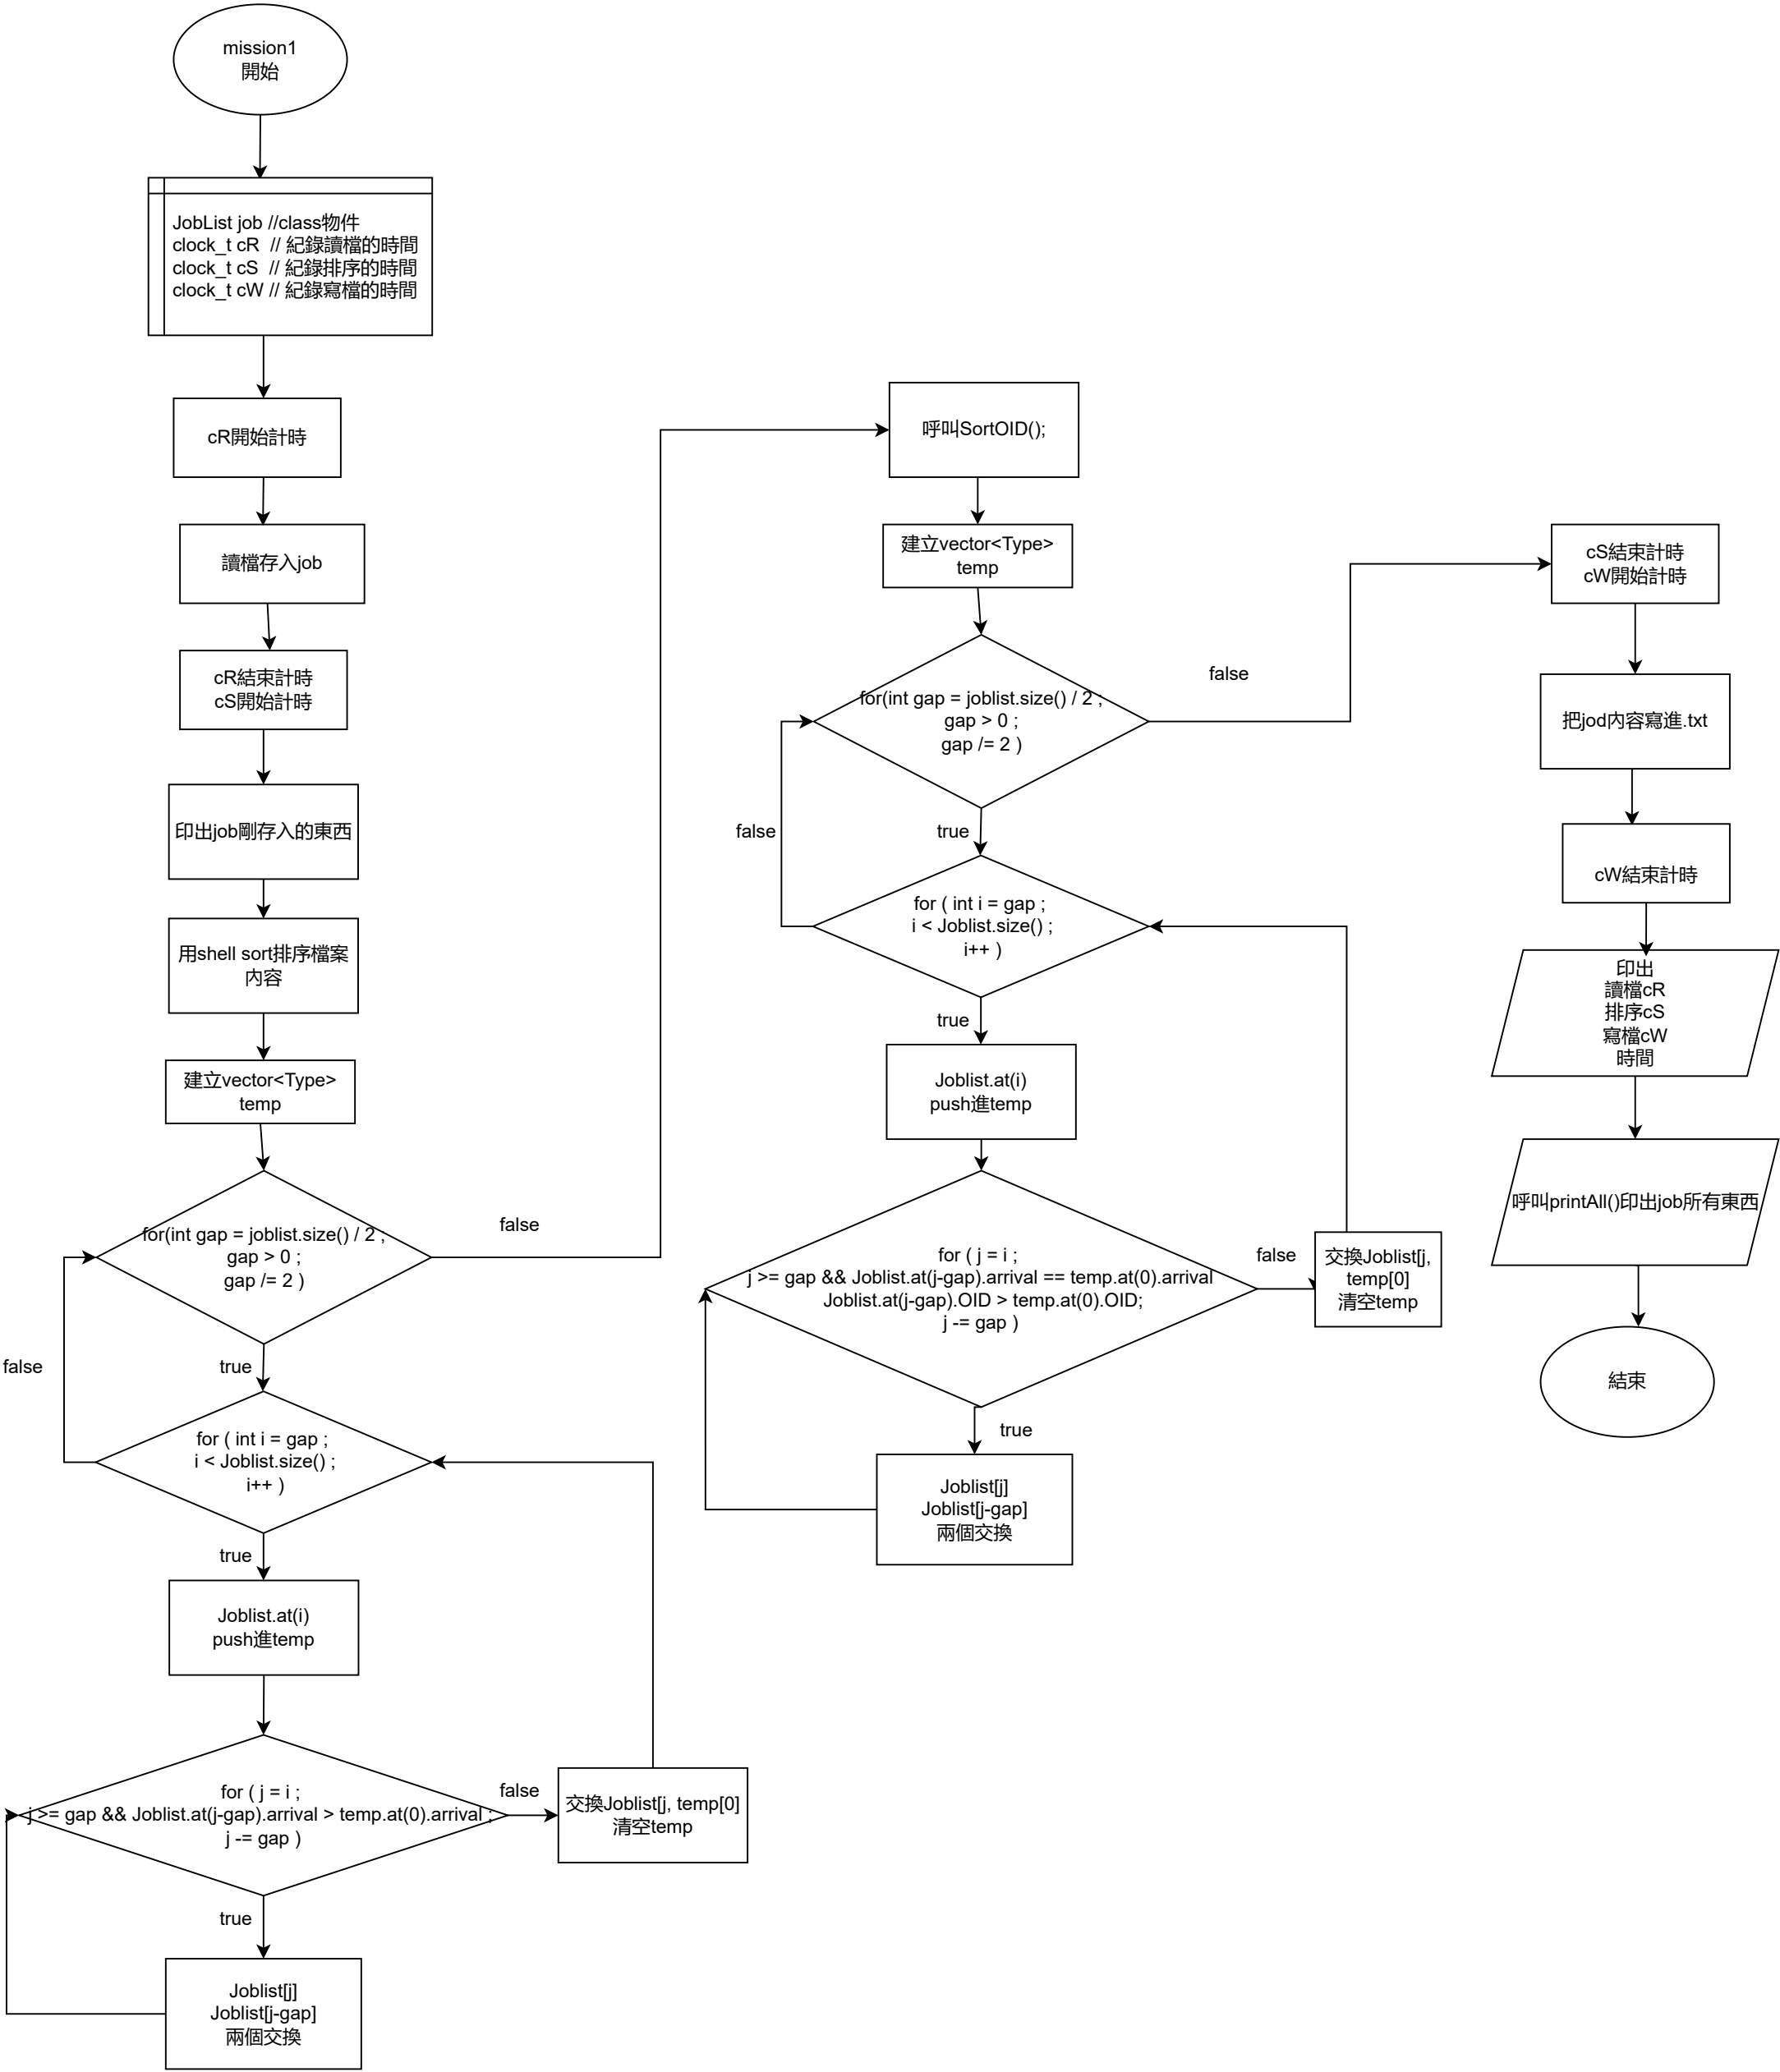 mission1
開始
JobList job //class物件
clock_t cR // 紀錄讀檔的時間
clock_t cS // 紀錄排序的時間
clock_t cW // 紀錄寫檔的時間
cR開始計時
讀檔存入job
cR結束計時
cS開始計時
印出job剛存入的東西
用shell sort排序檔案
內容
建立vector<Type>
temp
for(int gap = joblist.size() / 2 ;
gap > 0 ;
gap /= 2 )
false
false
true
for ( int i = gap ;
i < Joblist.size() ;
i++ )
true
Joblist.at(i)
push進temp
for ( j = i ;
j >= gap && Joblist.at(j-gap).arrival > temp.at(0).arrival ;
j -= gap )
false
交換Joblist[j, temp[0]
清空temp
true
Joblist[j]
Joblist[j-gap]
兩個交換
呼叫SortOID();
建立vector<Type>
temp
for(int gap = joblist.size() / 2 ;
gap > 0 ;
gap /= 2 )
false
false
true
for ( int i = gap ;
i < Joblist.size() ;
i++ )
true
Joblist.at(i)
push進temp
for ( j = i ;
j >= gap && Joblist.at(j-gap).arrival == temp.at(0).arrival
Joblist.at(j-gap).OID > temp.at(0).OID;
j -= gap )
false
交換Joblist[j,
temp[0]
清空temp
true
Joblist[j]
Joblist[j-gap]
兩個交換
cS結束計時
cW開始計時
把jod內容寫進.txt
cW結束計時
印出
讀檔cR
排序cS
寫檔cW
時間
呼叫printAll()印出job所有東西
結束